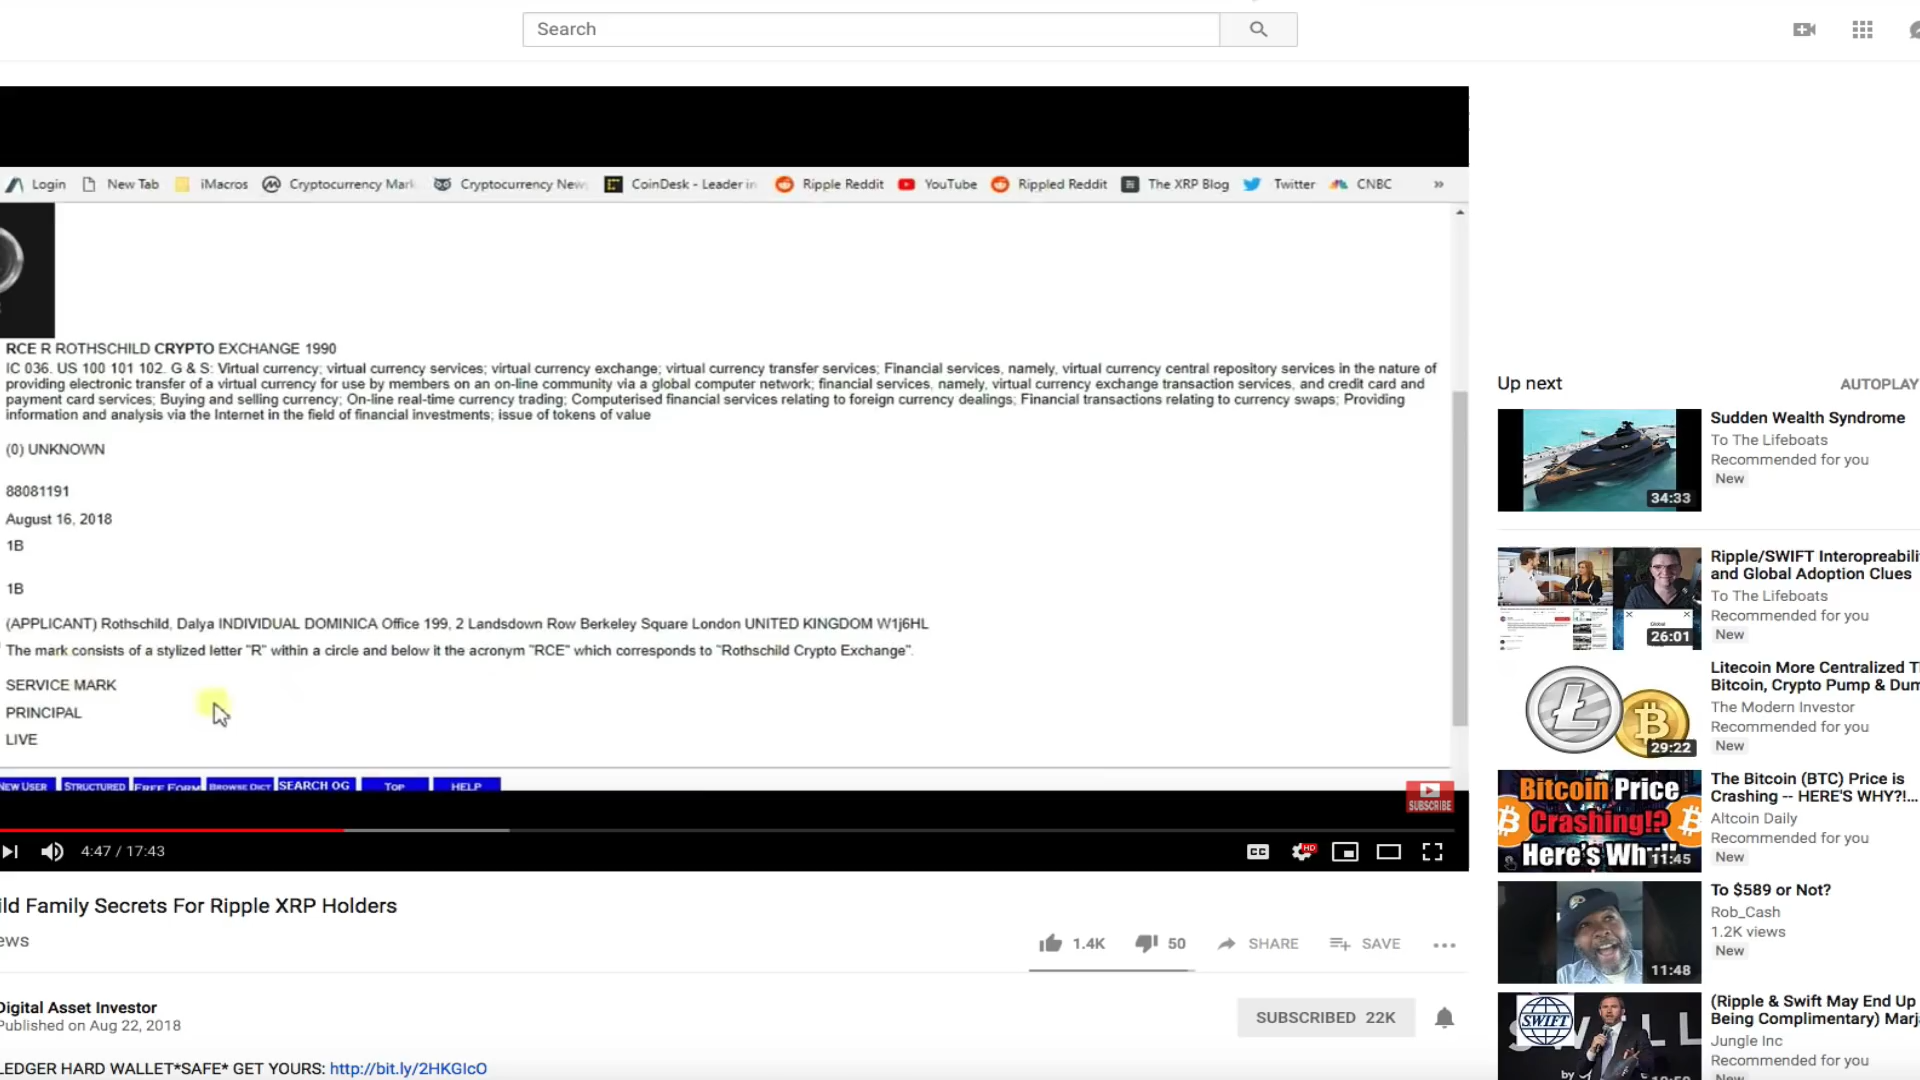 Search
Login New Tab iMacros Cryptocurrency Mark Cryptocurrency New CoinDesk - Leader in Ripple Reddit YouTube Rippled Reddit The XRP Blog Twitter CNBC »
RCE R ROTHSCHILD CRYPTO EXCHANGE 1990
IC 036. US 100 101 102. G & S: Virtual currency; virtual currency services; virtual currency exchange; virtual currency transfer services; Financial services, namely, virtual currency central repository services in the nature of
providing electronic transfer of a virtual currency for use by members on an on-line community via a global computer network; financial services, namely, virtual currency exchange transaction services, and credit card and
payment card services; Buying and selling currency; On-line real-time currency trading; Computerised financial services relating to foreign currency dealings; Financial transactions relating to currency swaps; Providing
information and analysis via the Internet in the field of financial investments; issue of tokens of value
(0) UNKNOWN
88081191
August 16, 2018
1B
1B
(APPLICANT) Rothschild, Dalya INDIVIDUAL DOMINICA Office 199, 2 Landsdown Row Berkeley Square London UNITED KINGDOM W1j6HL
The mark consists of a stylized letter "R" within a circle and below it the acronym "RCE" which corresponds to "Rothschild Crypto Exchange".
SERVICE MARK
PRINCIPAL
LIVE
NEW USER STRUCTURED FREE FORM BROWSE DICT SEARCH OG TOP HELP
SUBSCRIBE
4:47 / 17:43
CC HD
ild Family Secrets For Ripple XRP Holders
ews
1.4K 50 SHARE SAVE
Digital Asset Investor
Published on Aug 22, 2018
SUBSCRIBED 22K
LEDGER HARD WALLET*SAFE* GET YOURS: http://bit.ly/2HKGIcO
Up next AUTOPLAY
Sudden Wealth Syndrome
To The Lifeboats
Recommended for you
New
34:33
Ripple/SWIFT Interopreabili
and Global Adoption Clues
To The Lifeboats
Recommended for you
New
26:01
Litecoin More Centralized T
Bitcoin, Crypto Pump & Dum
The Modern Investor
Recommended for you
New
29:22
Bitcoin Price
Crashing!?
Here's Why!!
11:45
The Bitcoin (BTC) Price is
Crashing -- HERE'S WHY?!...
Altcoin Daily
Recommended for you
New
To $589 or Not?
Rob_Cash
1.2K views
New
11:48
SWIFT
by
(Ripple & Swift May End Up
Being Complimentary) Marj
Jungle Inc
Recommended for you
New